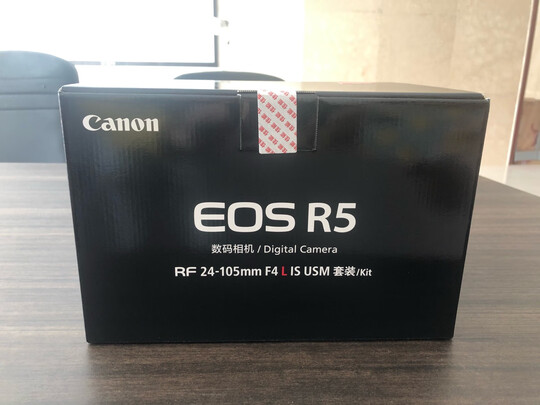 Canon
EOS R5
数码相机 / Digital Camera
RF 24-105mm F4 L IS USM 套装/Kit